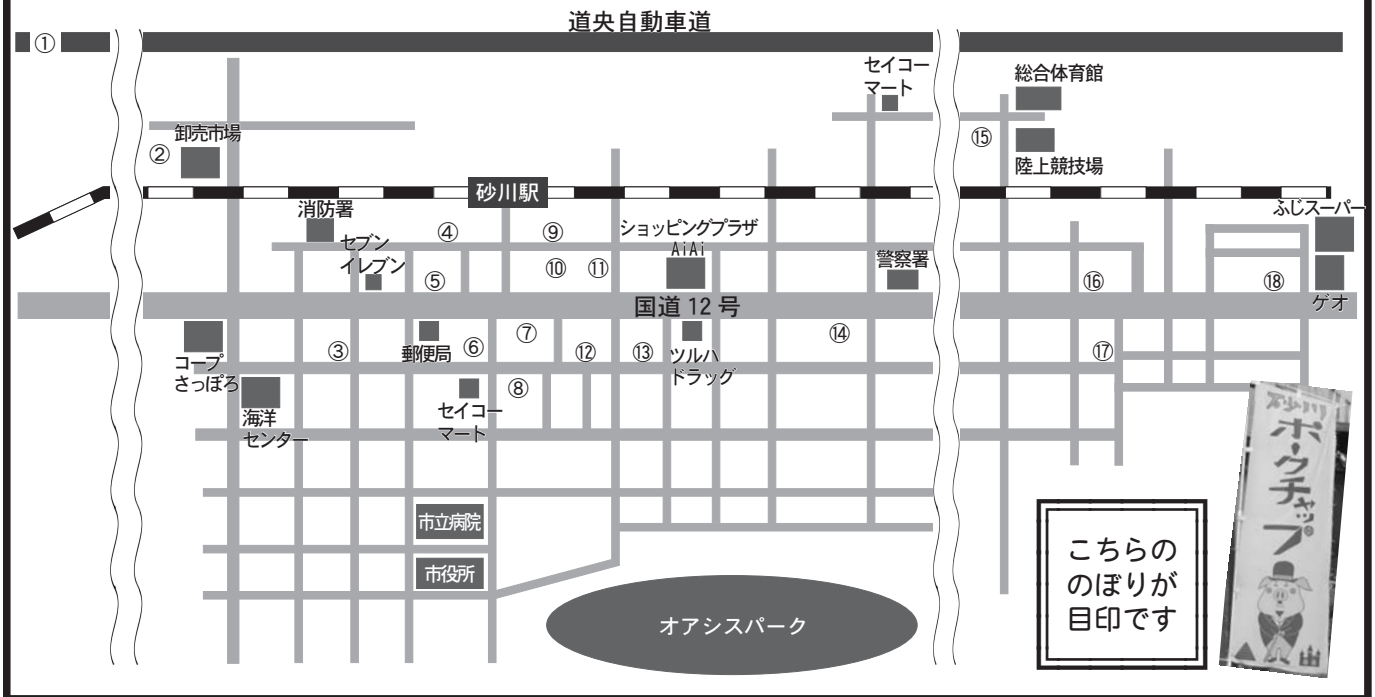 道央自動車道
①
セイコー
マート
総合体育館
卸売市場
②
⑮
陸上競技場
砂川駅
消防署
ふじスーパー
セブン
イレブン
④
⑨
ショッピングプラザ
AiAi
⑤
⑩
⑪
警察署
⑯
⑱
ゲオ
国道 12 号
コープ
さっぽろ
③
郵便局
⑥
⑦
⑫
⑬
ツルハ
ドラッグ
⑭
⑰
海洋
センター
セイコー
マート
⑧
市立病院
市役所
オアシスパーク
こちらの
のぼりが
目印です
砂川
ポークチャップ